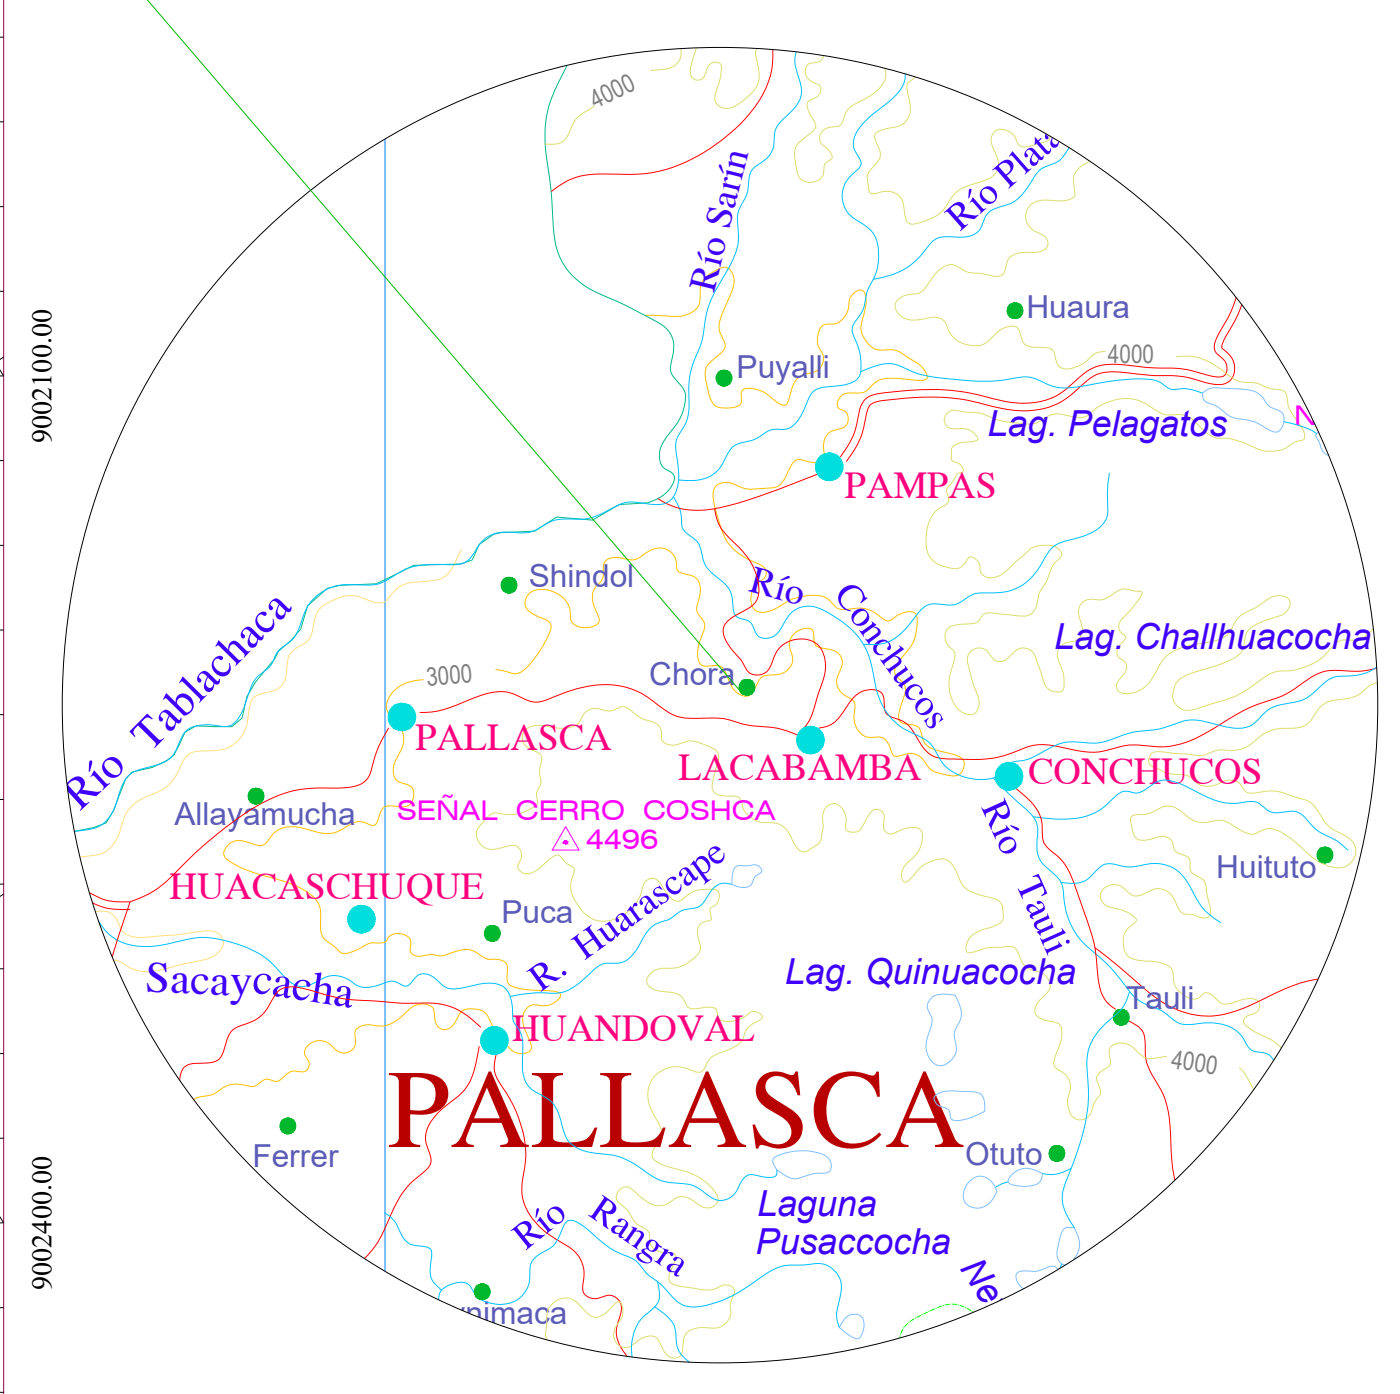 4000
Río Sarín
Río Plata
Huaura
9002100.00
4000
Puyalli
Lag. Pelagatos
N
PAMPAS
Shindol
Río Conchucos
Lag. Challhuacocha
Río Tablachaca
3000
Chora
PALLASCA
LACABAMBA
CONCHUCOS
Allayamucha
SEÑAL CERRO COSHCA
4496
Río Tauli
Huituto
HUACASCHUQUE
Puca
R. Huarascape
Sacaycacha
Lag. Quinuacocha
Tauli
HUANDOVAL
4000
PALLASCA
Ferrer
Otuto
9002400.00
Río Rangra
Laguna
Pusaccocha
Ne